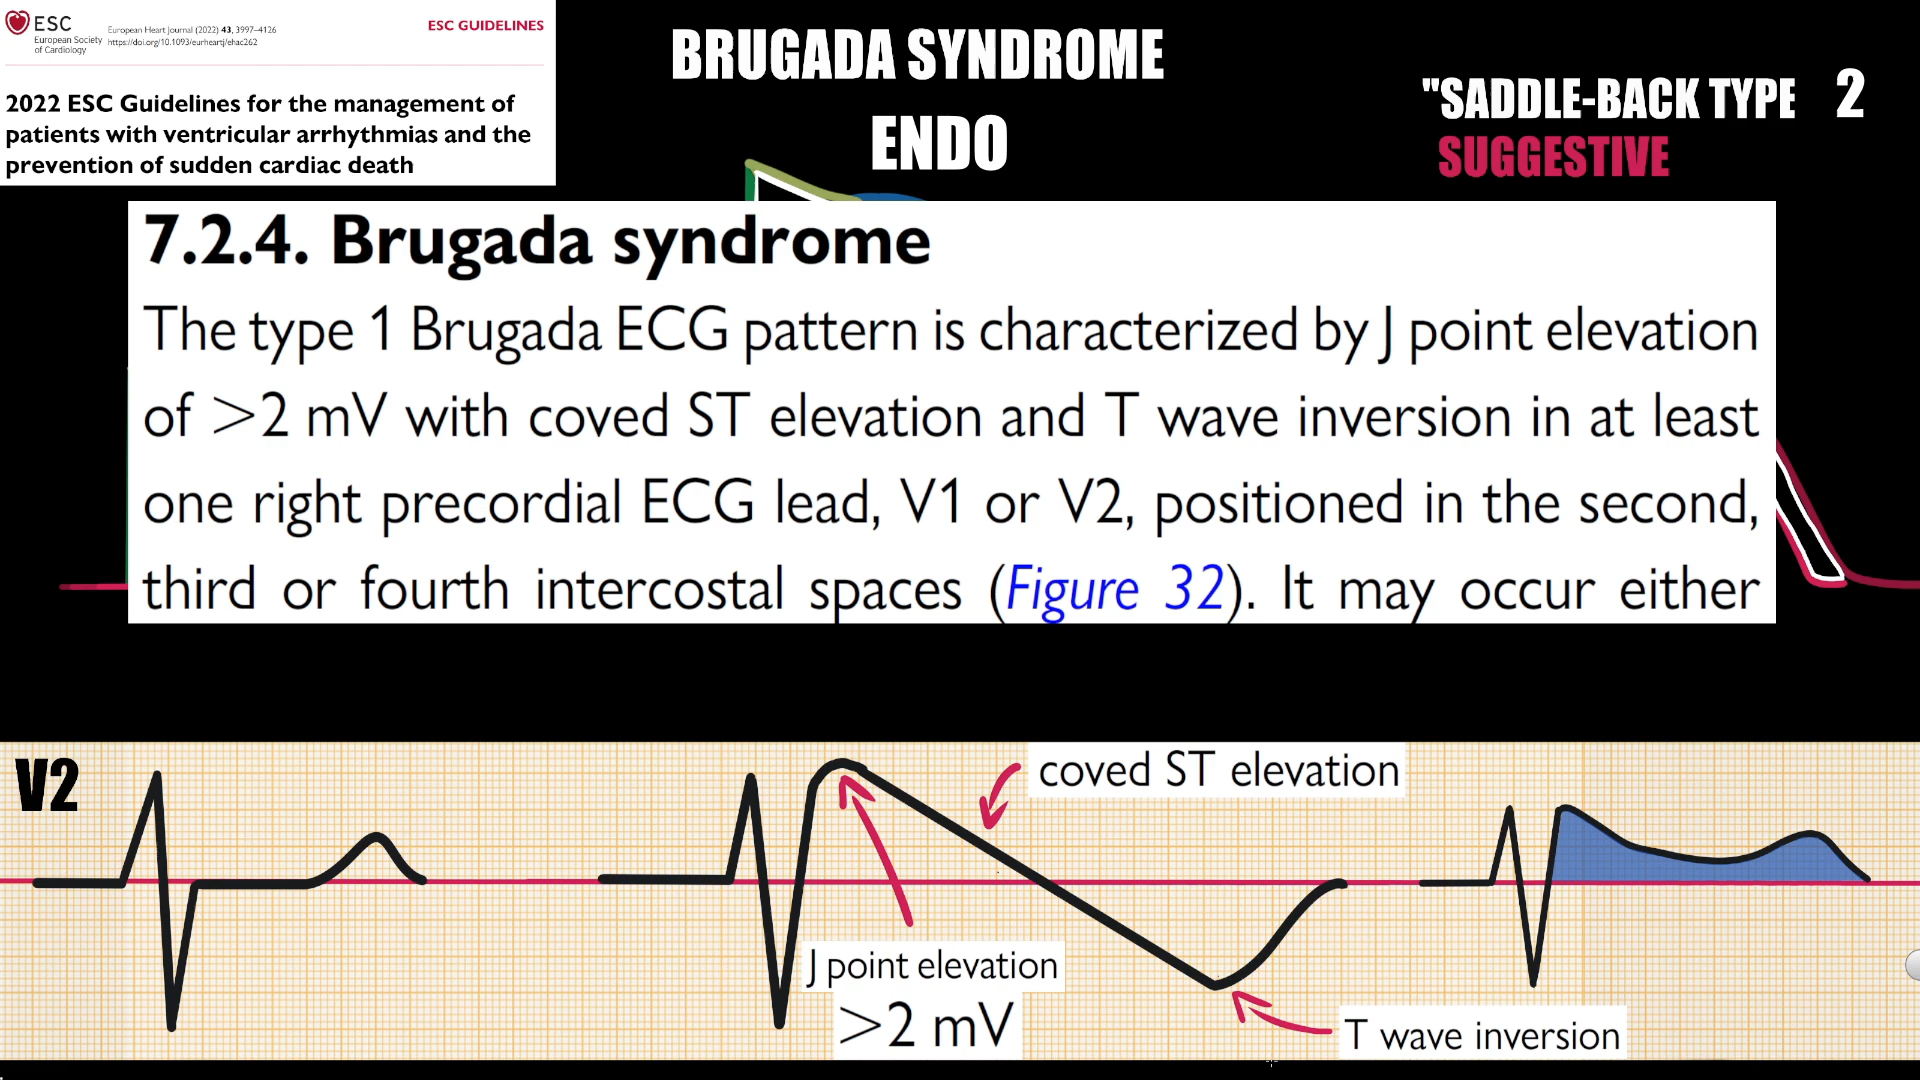 ESC
European Society
of Cardiology
European Heart Journal (2022) 43, 3997–4126
https://doi.org/10.1093/eurheartj/ehac262
ESC GUIDELINES
2022 ESC Guidelines for the management of
patients with ventricular arrhythmias and the
prevention of sudden cardiac death
BRUGADA SYNDROME
ENDO
"SADDLE-BACK TYPE 2
SUGGESTIVE
7.2.4. Brugada syndrome
The type 1 Brugada ECG pattern is characterized by J point elevation
of >2 mV with coved ST elevation and T wave inversion in at least
one right precordial ECG lead, V1 or V2, positioned in the second,
third or fourth intercostal spaces (Figure 32). It may occur either
V2
coved ST elevation
J point elevation
>2 mV
T wave inversion